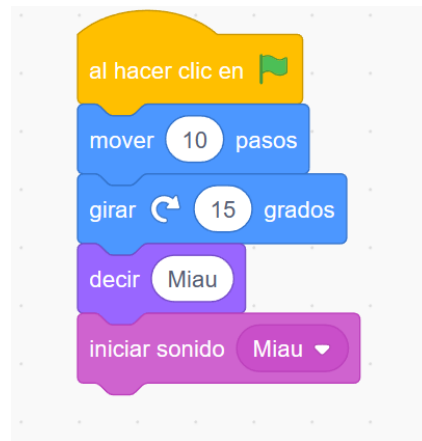 al hacer clic en
mover 10 pasos
girar 15 grados
decir Miau
iniciar sonido Miau